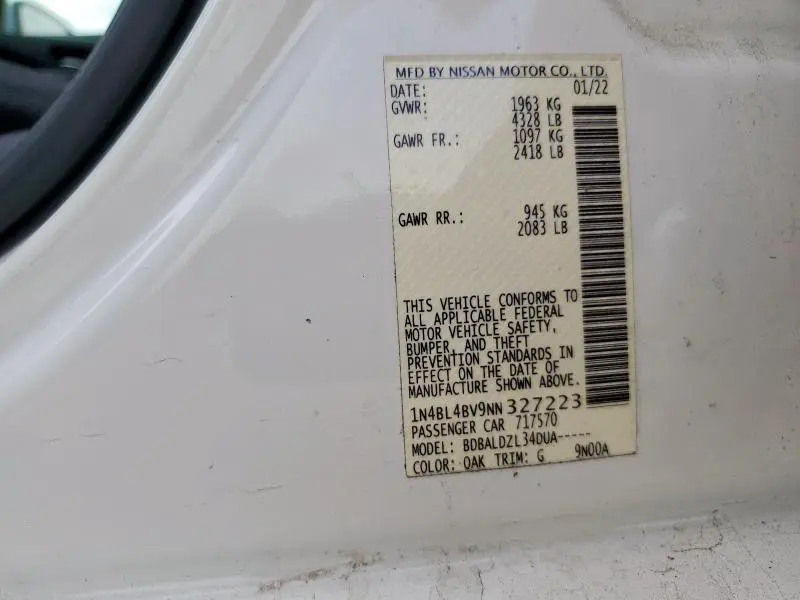 MFD BY NISSAN MOTOR CO., LTD.
DATE: 01/22
GVWR: 1963 KG
4328 LB
GAWR FR.: 1097 KG
2418 LB
GAWR RR.: 945 KG
2083 LB
THIS VEHICLE CONFORMS TO
ALL APPLICABLE FEDERAL
MOTOR VEHICLE SAFETY,
BUMPER, AND THEFT
PREVENTION STANDARDS IN
EFFECT ON THE DATE OF
MANUFACTURE SHOWN ABOVE.
1N4BL4BV9NN327223
PASSENGER CAR 717570
MODEL: BDBALDZL34DUA-----
COLOR: QAK TRIM: G 9N00A